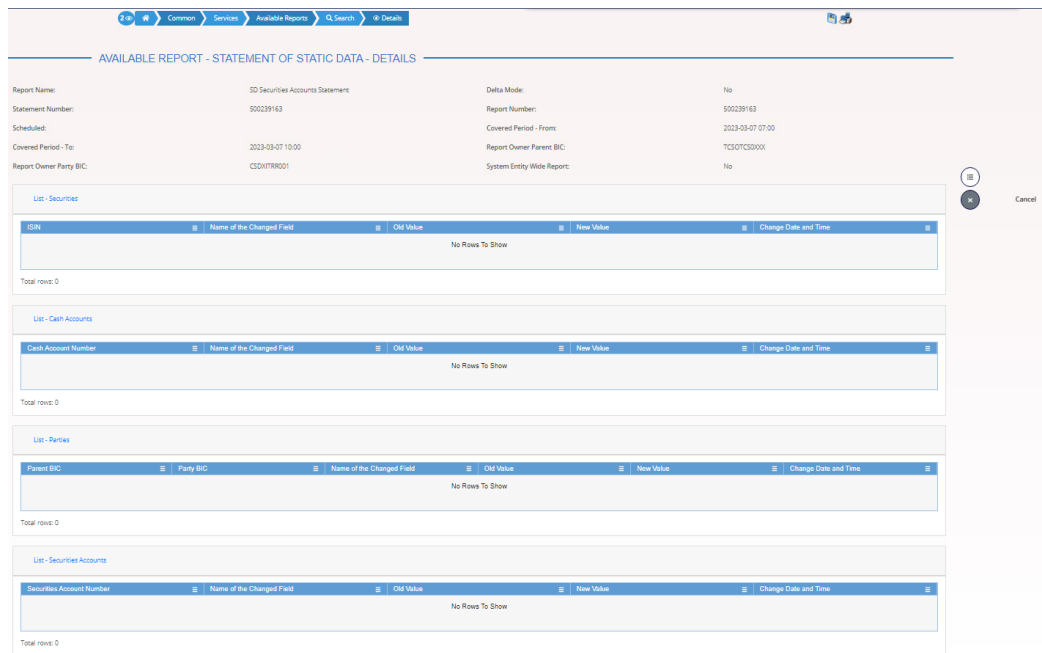 2 Common Services Available Reports Search Details
AVAILABLE REPORT - STATEMENT OF STATIC DATA - DETAILS
Report Name: SD Securities Accounts Statement Delta Mode: No
Statement Number: 500239163 Report Number: 500239163
Scheduled: Covered Period - From: 2023-03-07 07:00
Covered Period - To: 2023-03-07 10:00 Report Owner Parent BIC: TCSOTCS0XXX
Report Owner Party BIC: CSDXITRR001 System Entity Wide Report: No
Cancel
List - Securities
ISIN Name of the Changed Field Old Value New Value Change Date and Time
No Rows To Show
Total rows: 0
List - Cash Accounts
Cash Account Number Name of the Changed Field Old Value New Value Change Date and Time
No Rows To Show
Total rows: 0
List - Parties
Parent BIC Party BIC Name of the Changed Field Old Value New Value Change Date and Time
No Rows To Show
Total rows: 0
List - Securities Accounts
Securities Account Number Name of the Changed Field Old Value New Value Change Date and Time
No Rows To Show
Total rows: 0